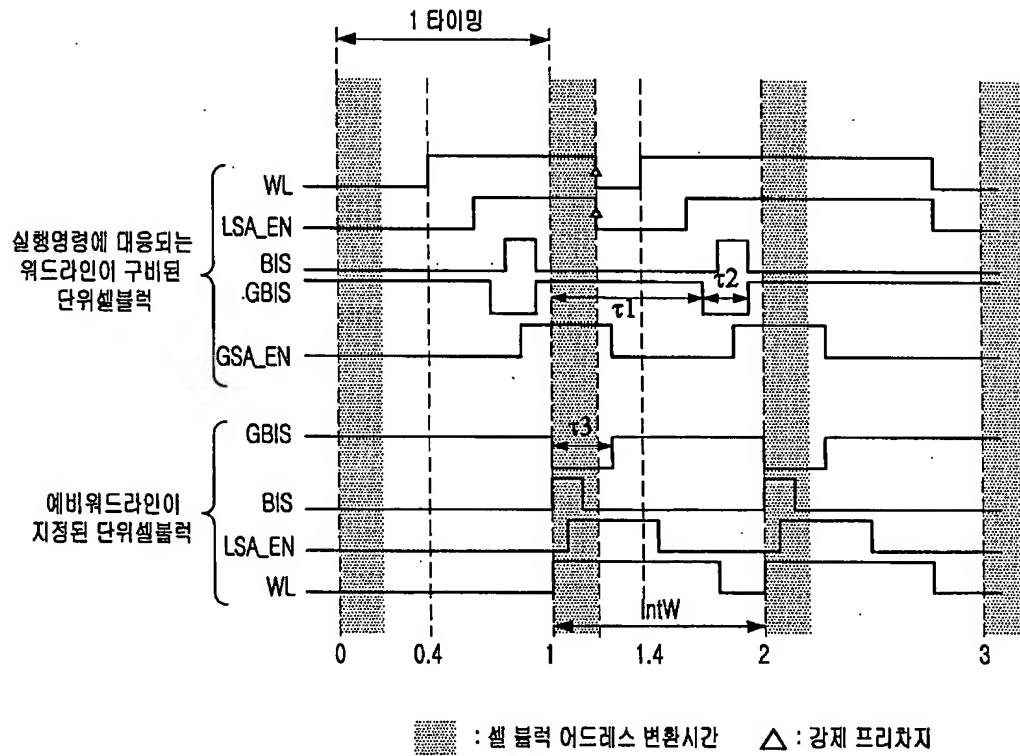 1 타이밍
실행명령에 대응되는
워드라인이 구비된
단위셀블럭
WL
LSA_EN
BIS
GBIS
GSA_EN
τ1
τ2
예비워드라인이
지정된 단위셀블럭
GBIS
BIS
LSA_EN
WL
τ3
IntW
0 0.4 1 1.4 2 3
: 셀 블럭 어드레스 변환시간 △ : 강제 프리차지